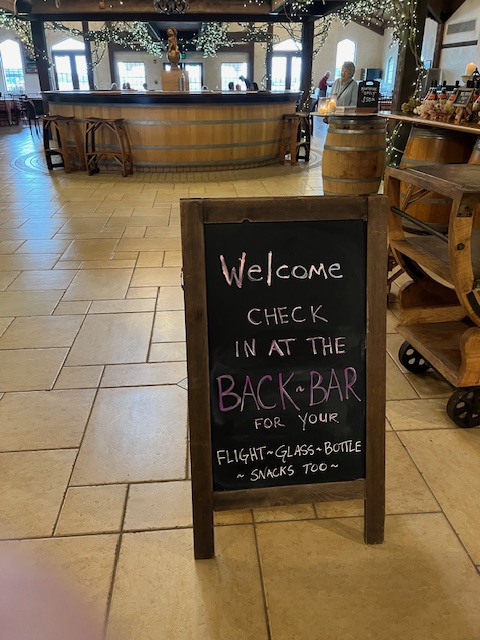 Welcome
CHECK
IN AT THE
BACK~BAR
FOR YOUR
FLIGHT~GLASS~BOTTLE
~ SNACKS TOO ~